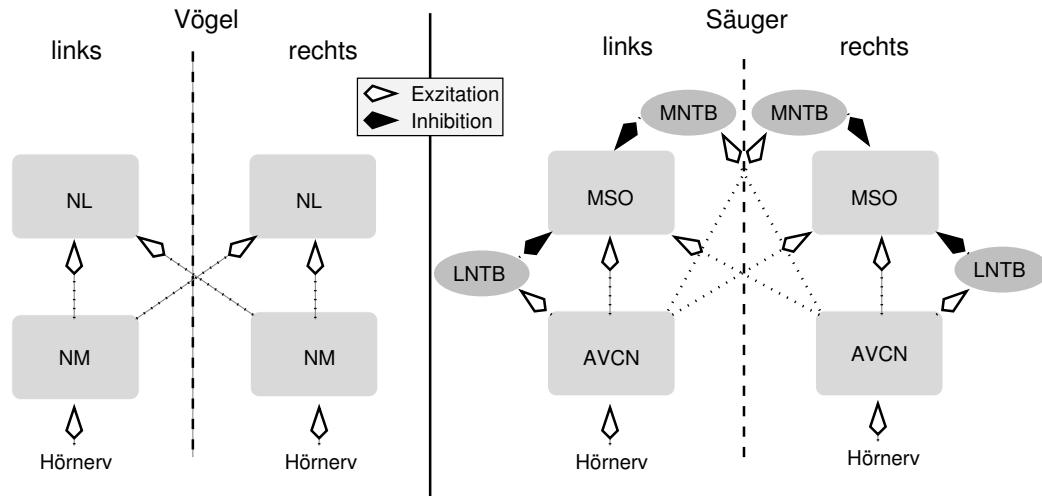 Vögel
links
rechts
NL
NL
NM
NM
Hörnerv
Hörnerv
Exzitation
Inhibition
Säuger
links
rechts
MNTB
MNTB
MSO
MSO
LNTB
LNTB
AVCN
AVCN
Hörnerv
Hörnerv